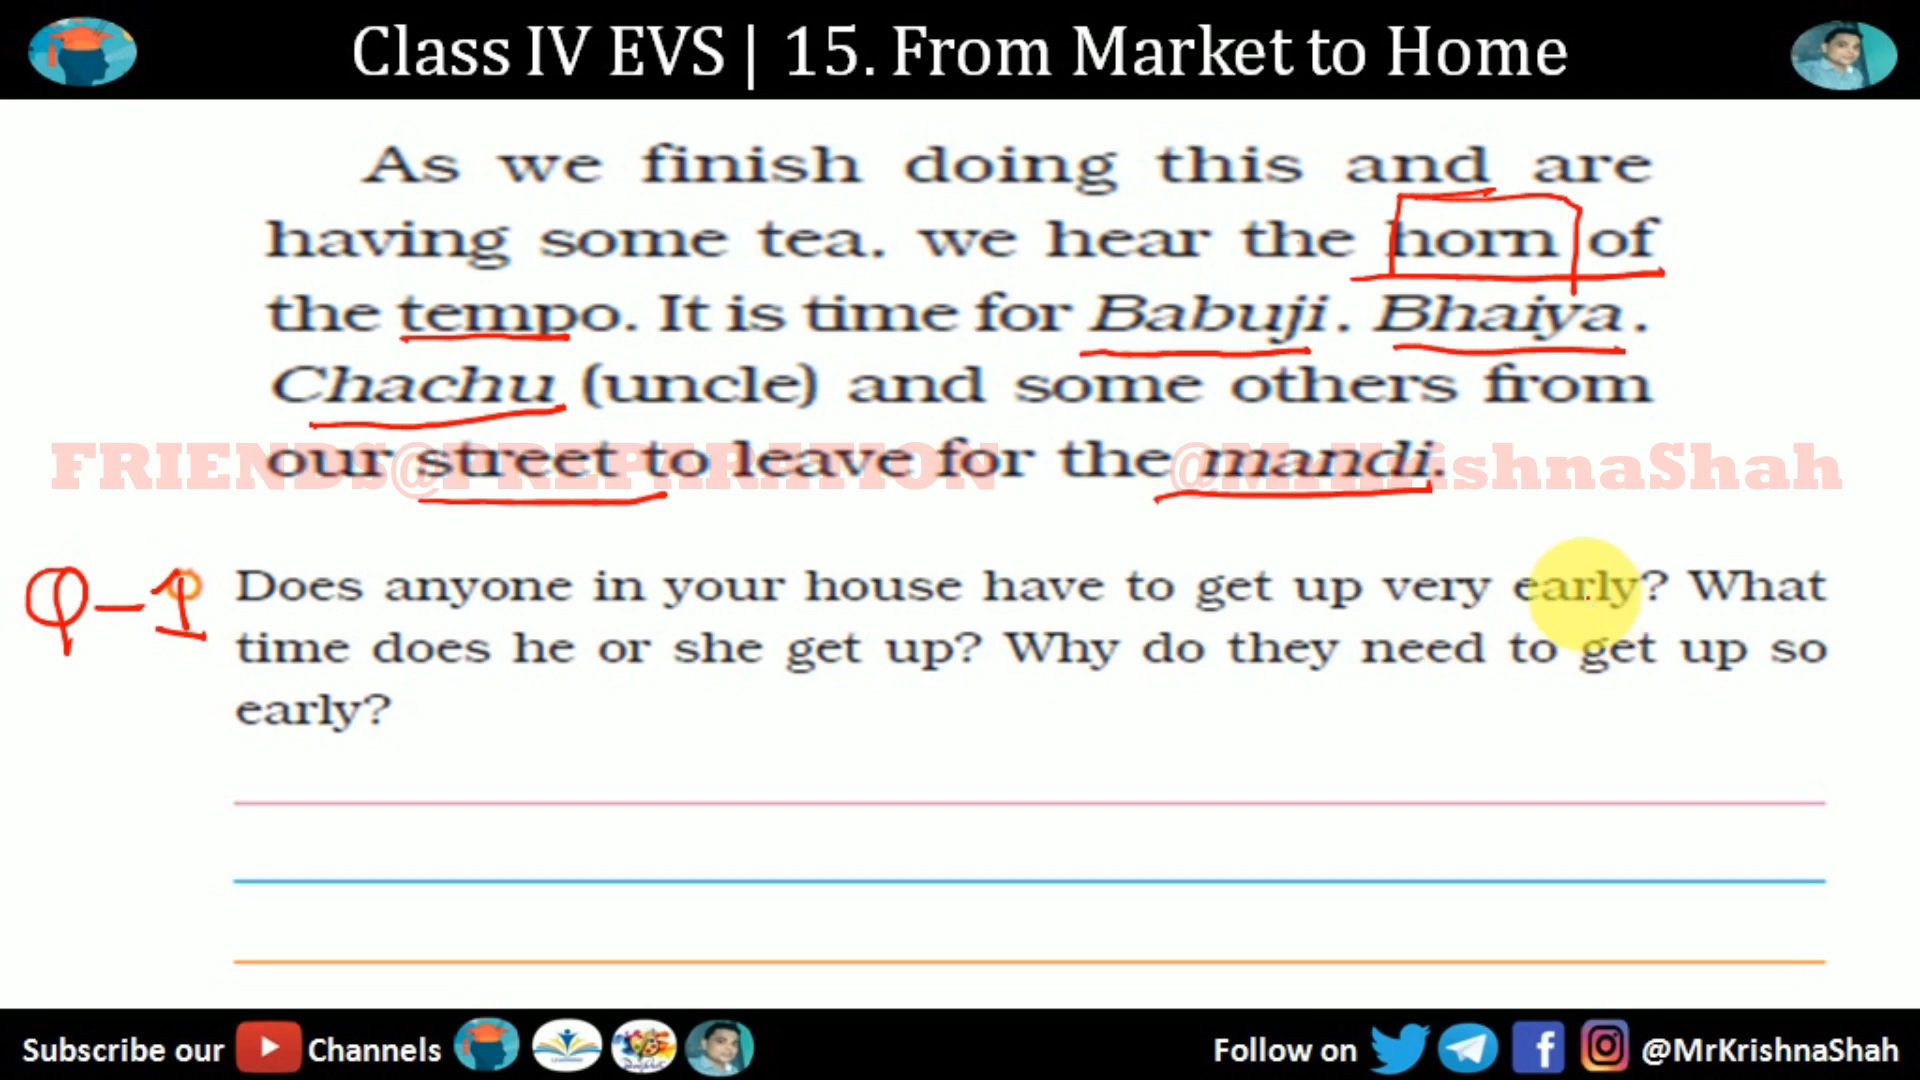 Class IV EVS | 15. From Market to Home
As we finish doing this and are
having some tea. we hear the horn of
the tempo. It is time for Babuji. Bhaiya.
Chachu (uncle) and some others from
our street to leave for the mandi.
FRIENDS@PREPARATION @MrKrishnaShah
Q-1 Does anyone in your house have to get up very early? What
time does he or she get up? Why do they need to get up so
early?
Subscribe our Channels Follow on @MrKrishnaShah